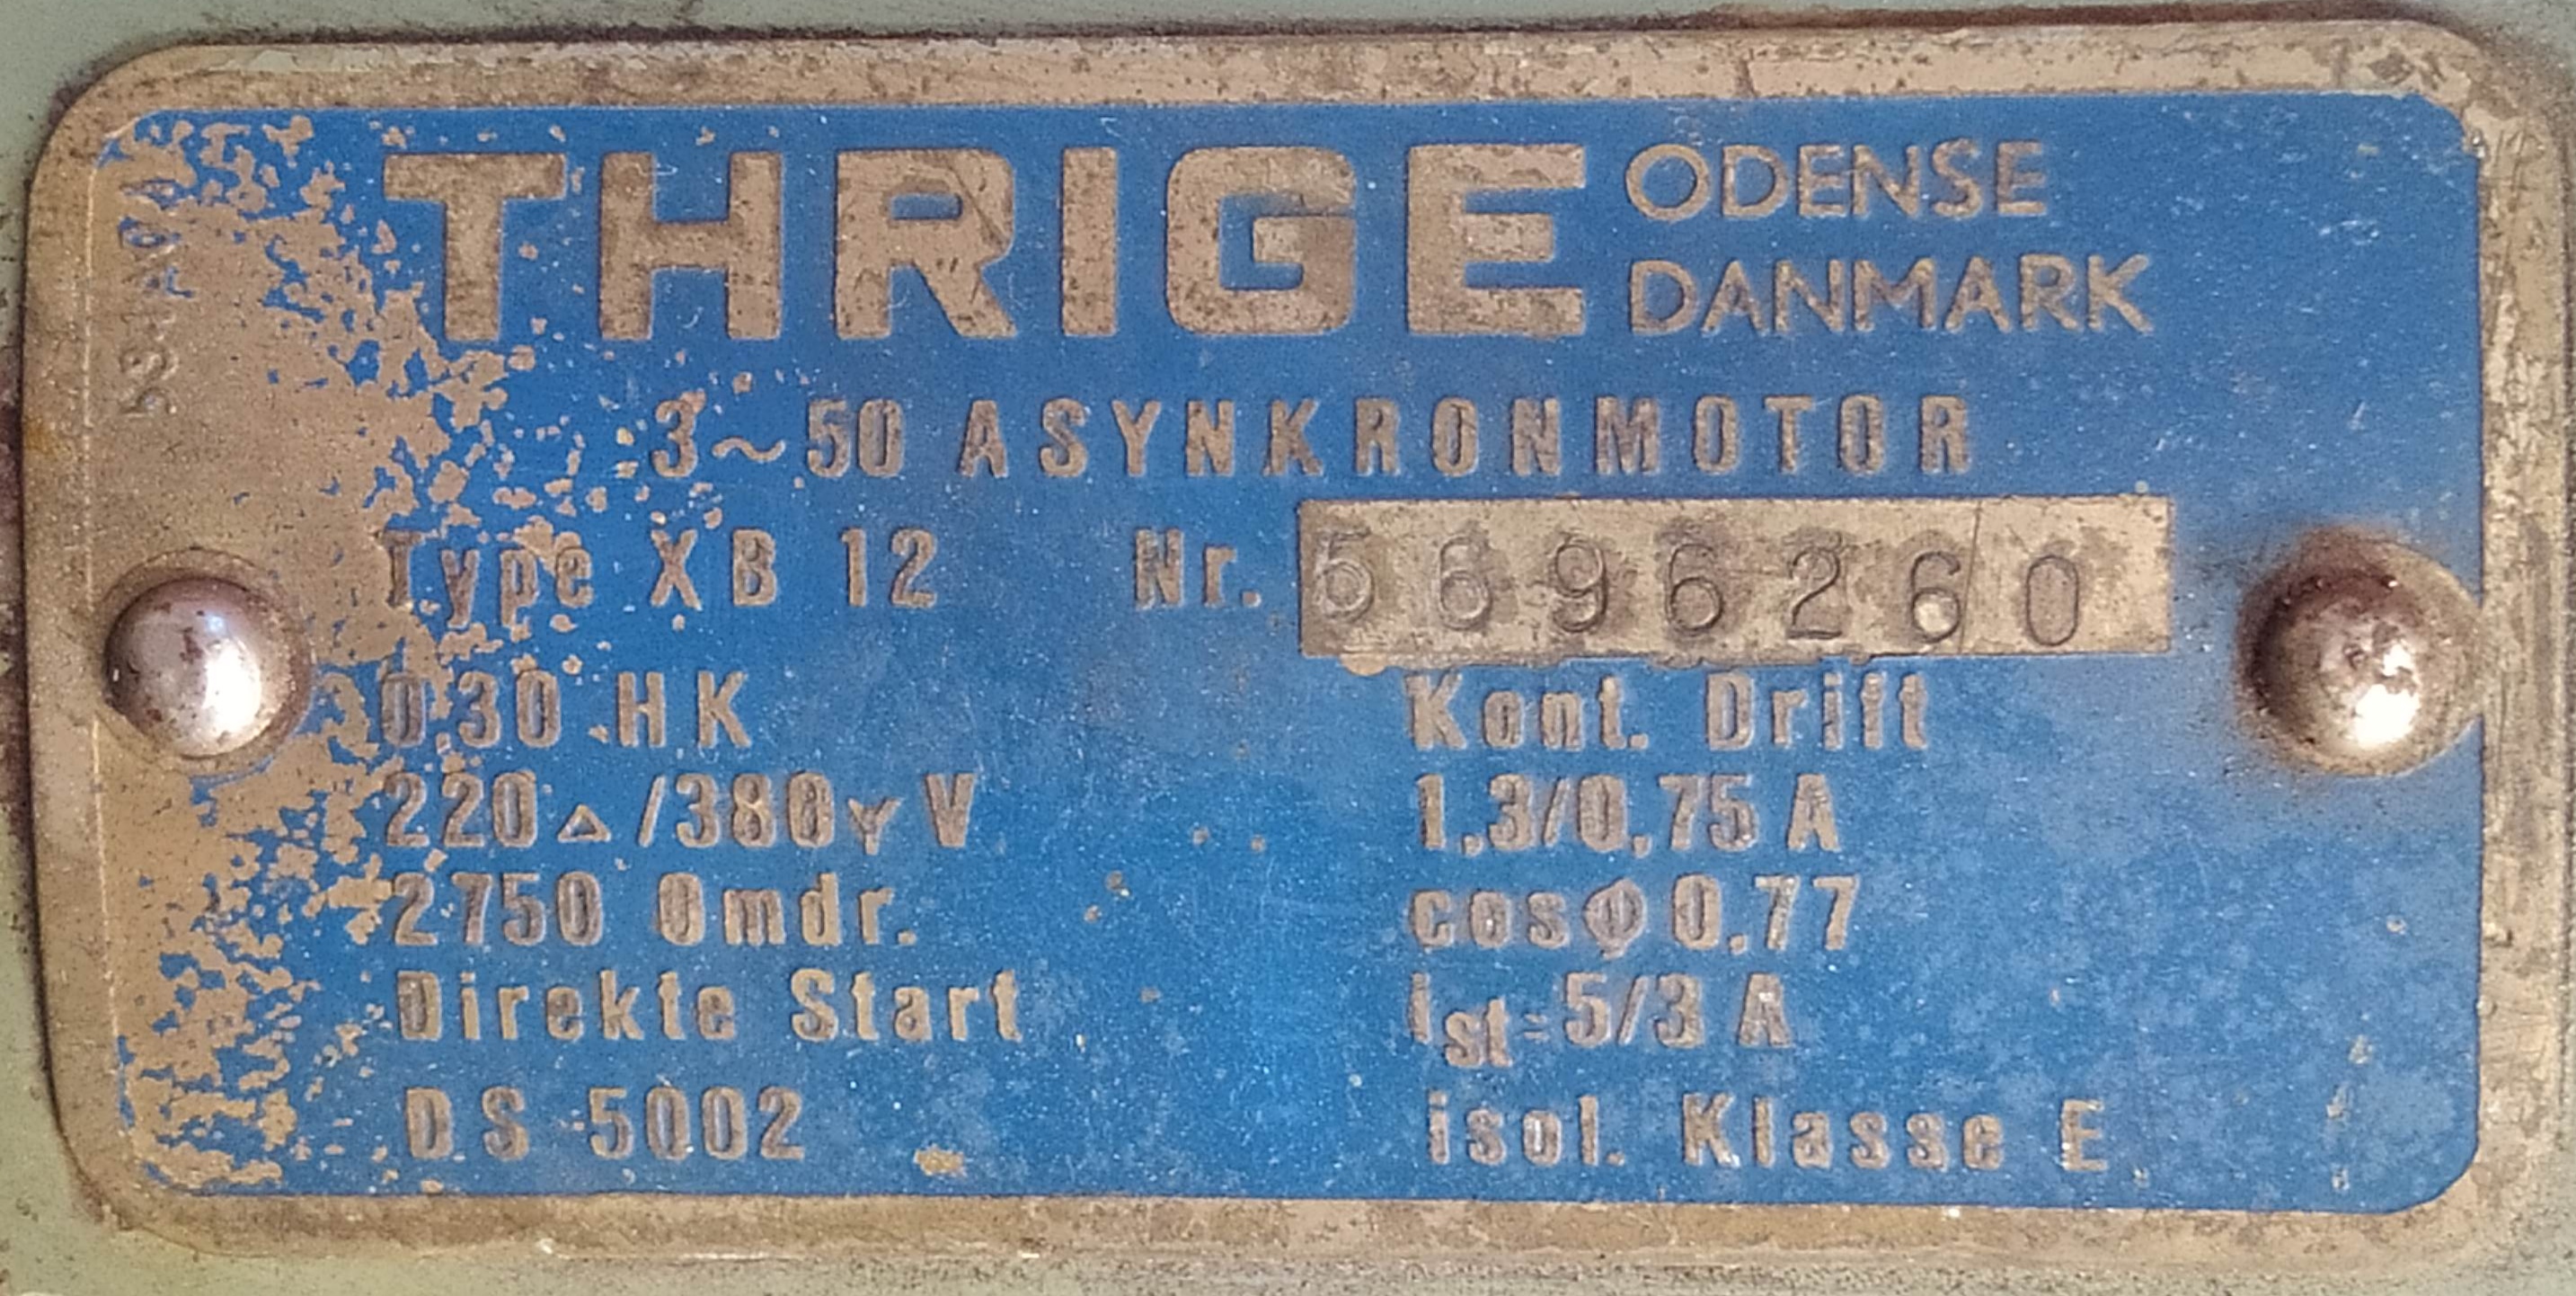 THRIGE ODENSE
DANMARK
3~50 ASYNKRONMOTOR
Type XB 12 Nr. 5696260
0,30 HK Kont. Drift
220△/380Y V 1,3/0,75 A
2750 Omdr. cosφ 0,77
Direkte Start Ist=5/3 A
DS 5002 isol. Klasse E